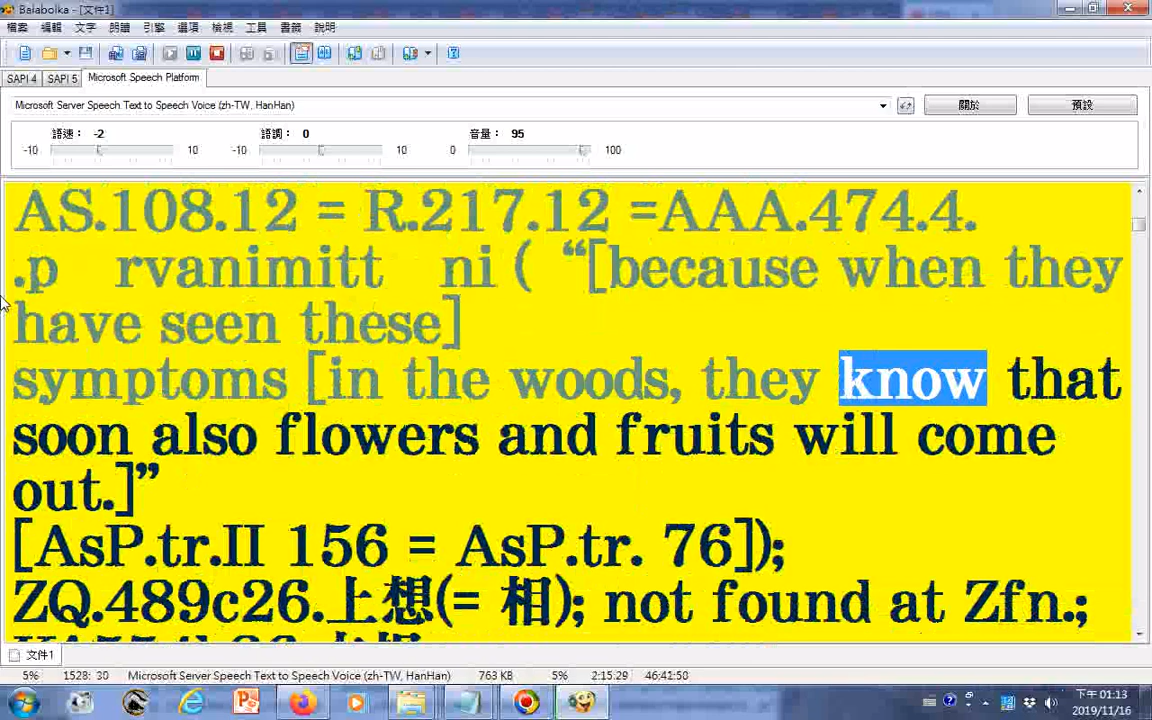 Balabolka - [文件1]
檔案 編輯 文字 朗讀 引擎 選項 檢視 工具 書籤 說明
SAPI 4 SAPI 5 Microsoft Speech Platform
Microsoft Server Speech Text to Speech Voice (zh-TW, HanHan) 關於 預設
語速： -2 語調： 0 音量： 95
-10 10 -10 10 0 100
AS.108.12 = R.217.12 =AAA.474.4.
.p rvanimitt ni ( “[because when they
have seen these]
symptoms [in the woods, they know that
soon also flowers and fruits will come
out.]”
[AsP.tr.II 156 = AsP.tr. 76]);
ZQ.489c26.上想(= 相); not found at Zfn.;
文件1
5% 1528: 30 Microsoft Server Speech Text to Speech Voice (zh-TW, HanHan) 763 KB 5% 2:15:29 46:42:50
下午 01:13
2019/11/16